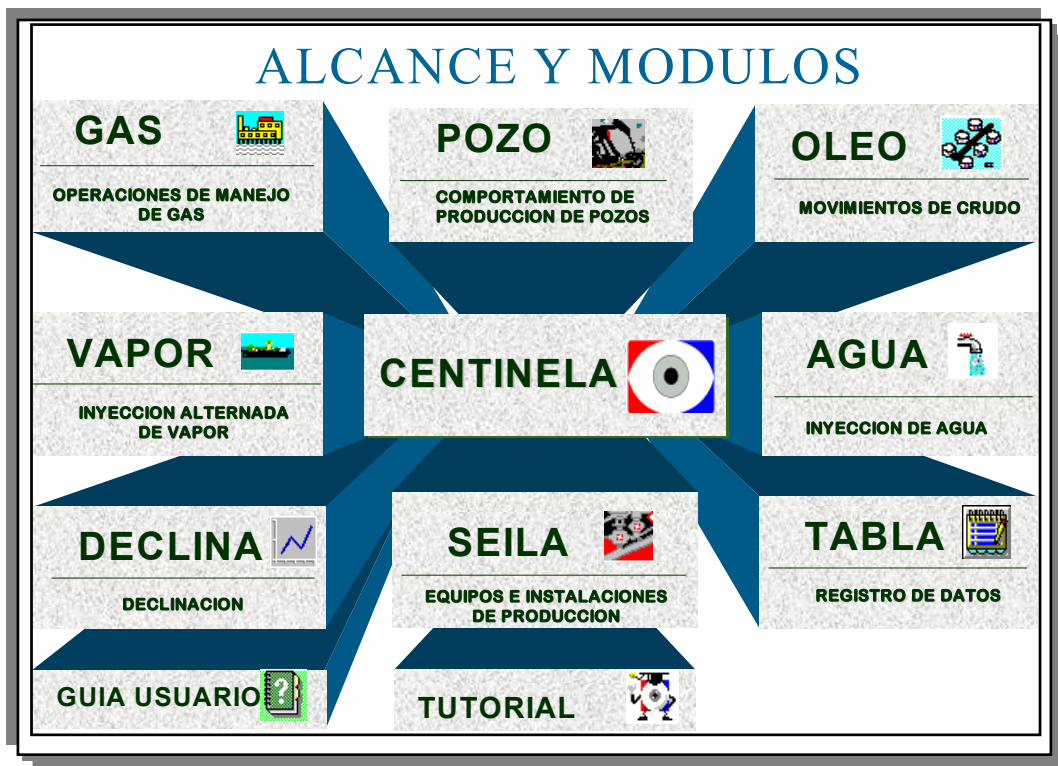 ALCANCE Y MODULOS
GAS
OPERACIONES DE MANEJO
DE GAS
POZO
COMPORTAMIENTO DE
PRODUCCION DE POZOS
OLEO
MOVIMIENTOS DE CRUDO
VAPOR
INYECCION ALTERNADA
DE VAPOR
CENTINELA
AGUA
INYECCION DE AGUA
DECLINA
DECLINACION
SEILA
EQUIPOS E INSTALACIONES
DE PRODUCCION
TABLA
REGISTRO DE DATOS
GUIA USUARIO
?
TUTORIAL